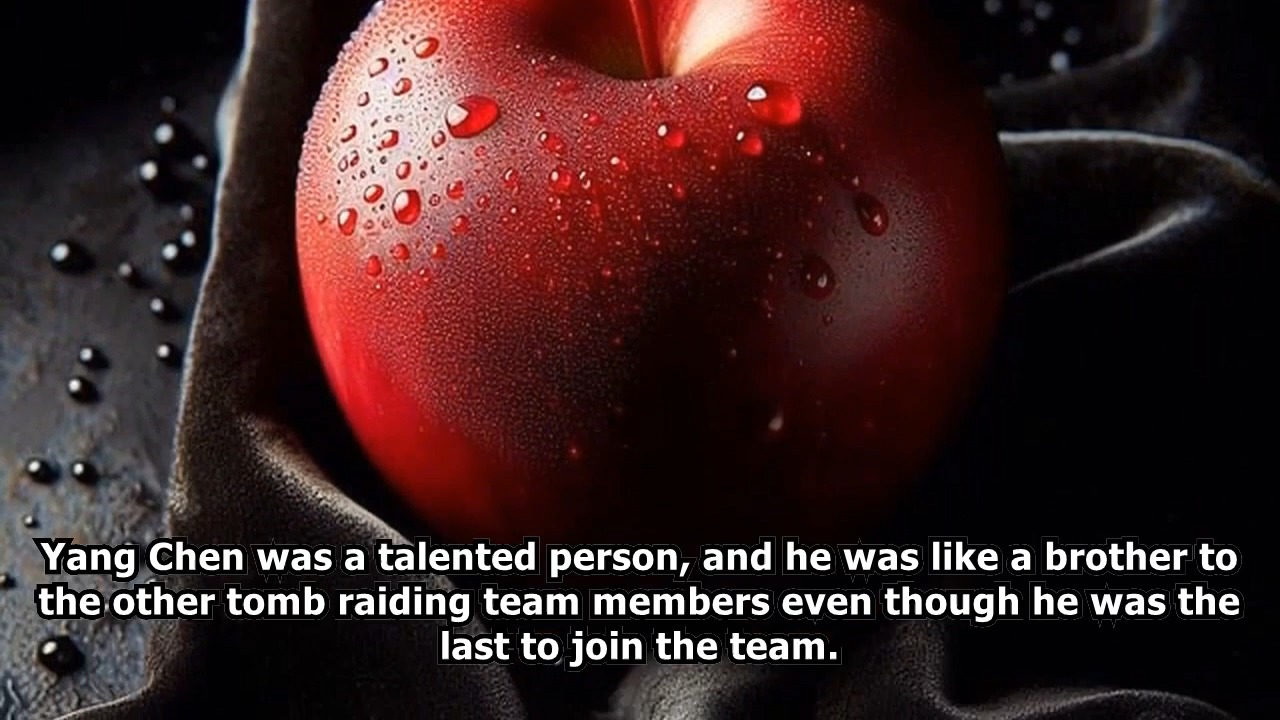 Yang Chen was a talented person, and he was like a brother to
the other tomb raiding team members even though he was the
last to join the team.